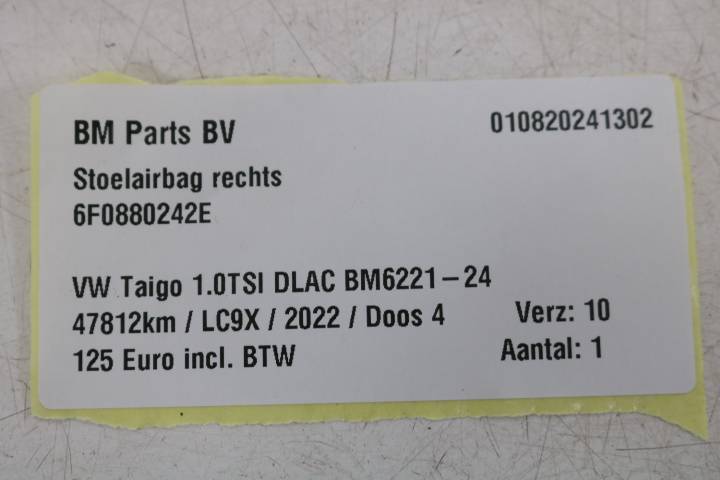 BM Parts BV 010820241302
Stoelairbag rechts
6F0880242E
VW Taigo 1.0TSI DLAC BM6221-24
47812km / LC9X / 2022 / Doos 4 Verz: 10
125 Euro incl. BTW Aantal: 1